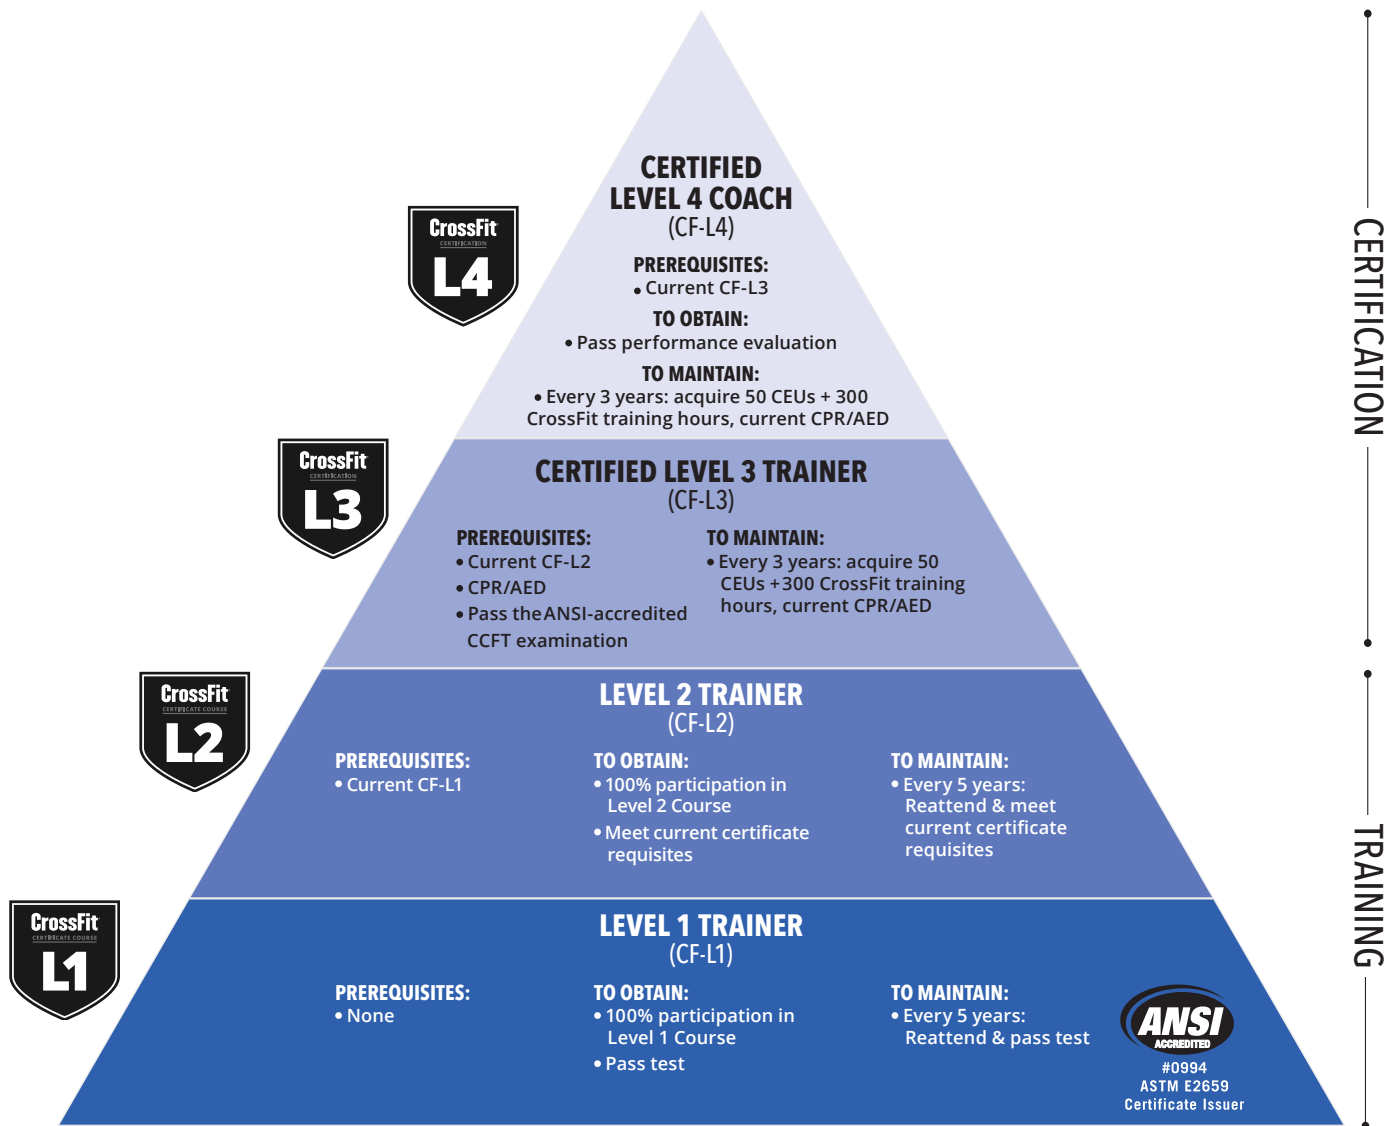 CERTIFIED
LEVEL 4 COACH
(CF-L4)
PREREQUISITES:
• Current CF-L3
TO OBTAIN:
• Pass performance evaluation
TO MAINTAIN:
• Every 3 years: acquire 50 CEUs + 300
CrossFit training hours, current CPR/AED
CrossFit
CERTIFICATION
L4
CERTIFIED LEVEL 3 TRAINER
(CF-L3)
PREREQUISITES:
• Current CF-L2
• CPR/AED
• Pass the ANSI-accredited
CCFT examination
TO MAINTAIN:
• Every 3 years: acquire 50
CEUs +300 CrossFit training
hours, current CPR/AED
CrossFit
CERTIFICATION
L3
CERTIFICATION
LEVEL 2 TRAINER
(CF-L2)
PREREQUISITES:
• Current CF-L1
TO OBTAIN:
• 100% participation in
Level 2 Course
• Meet current certificate
requisites
TO MAINTAIN:
• Every 5 years:
Reattend & meet
current certificate
requisites
CrossFit
CERTIFICATE COURSE
L2
LEVEL 1 TRAINER
(CF-L1)
PREREQUISITES:
• None
TO OBTAIN:
• 100% participation in
Level 1 Course
• Pass test
TO MAINTAIN:
• Every 5 years:
Reattend & pass test
CrossFit
CERTIFICATE COURSE
L1
ANSI
ACCREDITED
#0994
ASTM E2659
Certificate Issuer
TRAINING